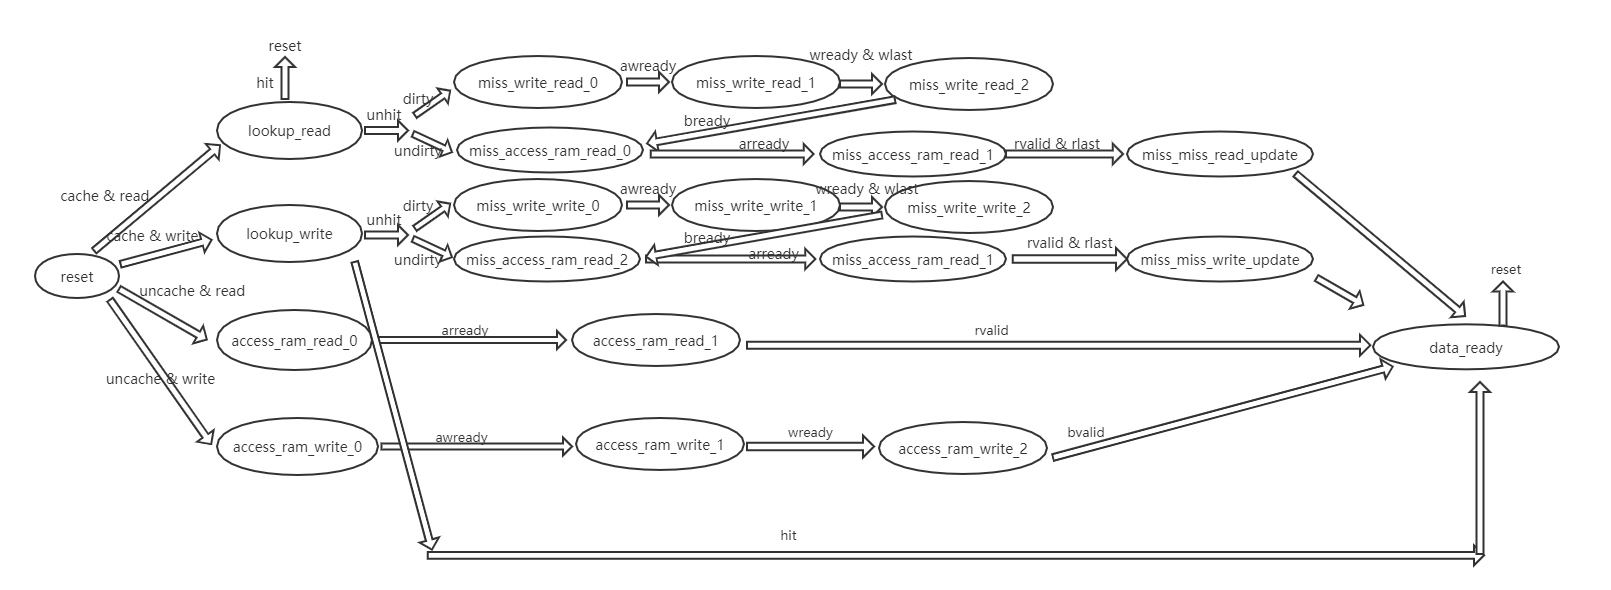 reset
hit
lookup_read
unhit
dirty
undirty
miss_write_read_0
awready
miss_write_read_1
wready & wlast
miss_write_read_2
bready
miss_access_ram_read_0
arready
miss_access_ram_read_1
rvalid & rlast
miss_miss_read_update
cache & read
cache & write
lookup_write
unhit
dirty
undirty
miss_write_write_0
awready
miss_write_write_1
wready & wlast
miss_write_write_2
bready
miss_access_ram_read_2
arready
miss_access_ram_read_1
rvalid & rlast
miss_miss_write_update
reset
reset
uncache & read
access_ram_read_0
arready
access_ram_read_1
rvalid
data_ready
uncache & write
access_ram_write_0
awready
access_ram_write_1
wready
access_ram_write_2
bvalid
hit